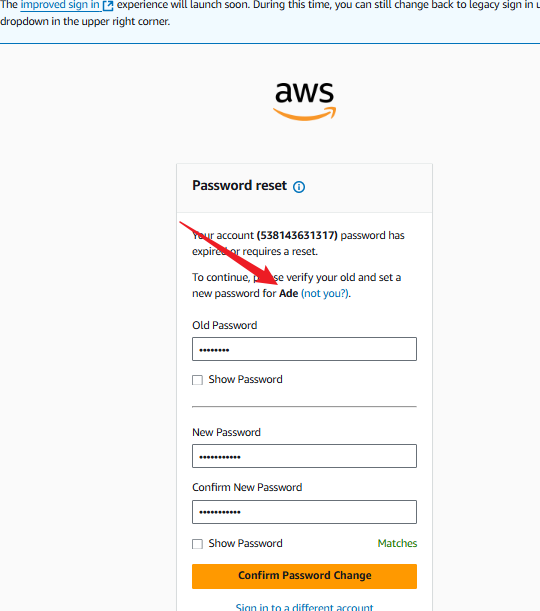 The improved sign in experience will launch soon. During this time, you can still change back to legacy sign in u
dropdown in the upper right corner.
aws
Password reset
Your account (538143631317) password has
expired or requires a reset.
To continue, please verify your old and set a
new password for Ade (not you?).
Old Password
••••••••
Show Password
New Password
•••••••••••
Confirm New Password
•••••••••••
Show Password Matches
Confirm Password Change
Sign in to a different account